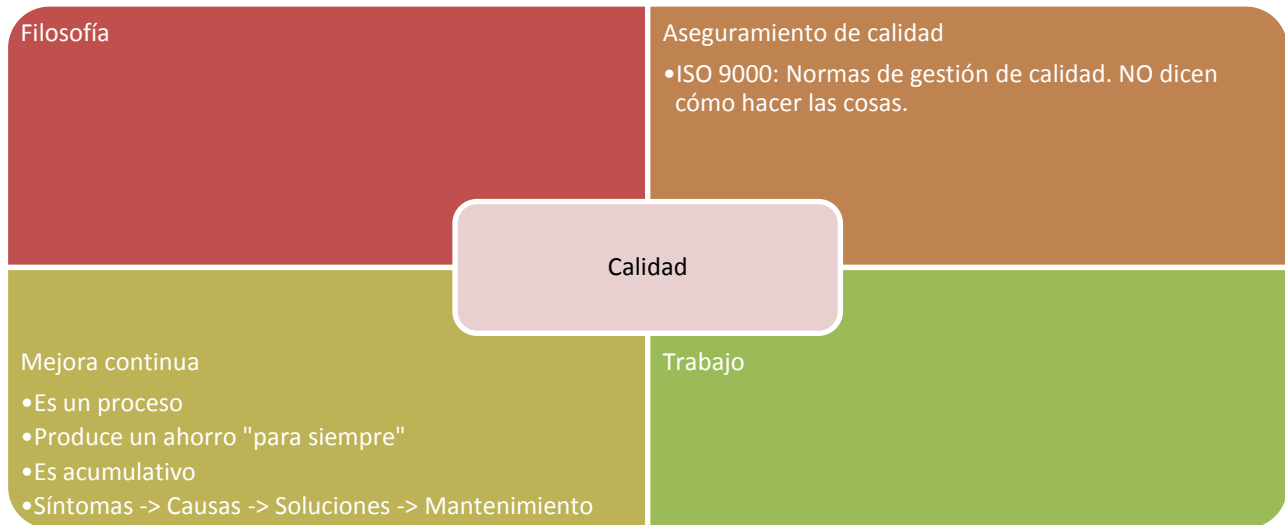 Filosofía
Aseguramiento de calidad
•ISO 9000: Normas de gestión de calidad. NO dicen
cómo hacer las cosas.
Calidad
Mejora continua
•Es un proceso
•Produce un ahorro "para siempre"
•Es acumulativo
•Síntomas -> Causas -> Soluciones -> Mantenimiento
Trabajo